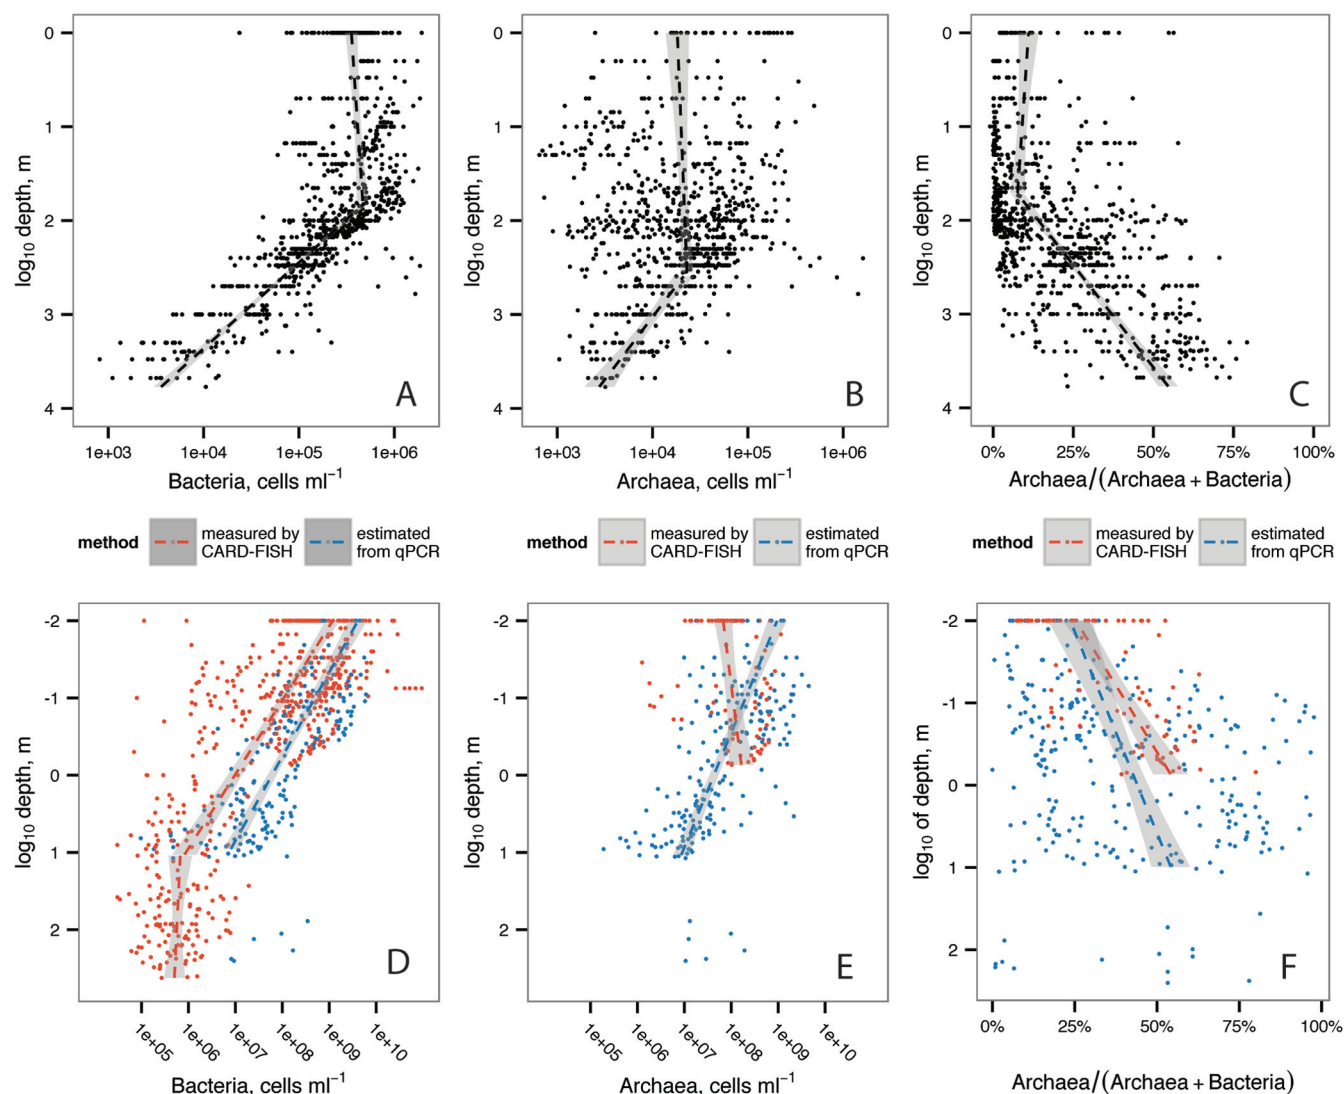 0
1
2
3
4
log10 depth, m
A
1e+03 1e+04 1e+05 1e+06
Bacteria, cells ml−1
0
1
2
3
4
log10 depth, m
B
1e+03 1e+04 1e+05 1e+06
Archaea, cells ml−1
0
1
2
3
4
log10 depth, m
C
0% 25% 50% 75% 100%
Archaea/(Archaea + Bacteria)
method measured by CARD-FISH estimated from qPCR
method measured by CARD-FISH estimated from qPCR
method measured by CARD-FISH estimated from qPCR
-2
-1
0
1
2
log10 depth, m
D
1e+05 1e+06 1e+07 1e+08 1e+09 1e+10
Bacteria, cells ml−1
-2
-1
0
1
2
log10 depth, m
E
1e+05 1e+06 1e+07 1e+08 1e+09 1e+10
Archaea, cells ml−1
-2
-1
0
1
2
log10 of depth, m
F
0% 25% 50% 75% 100%
Archaea/(Archaea + Bacteria)